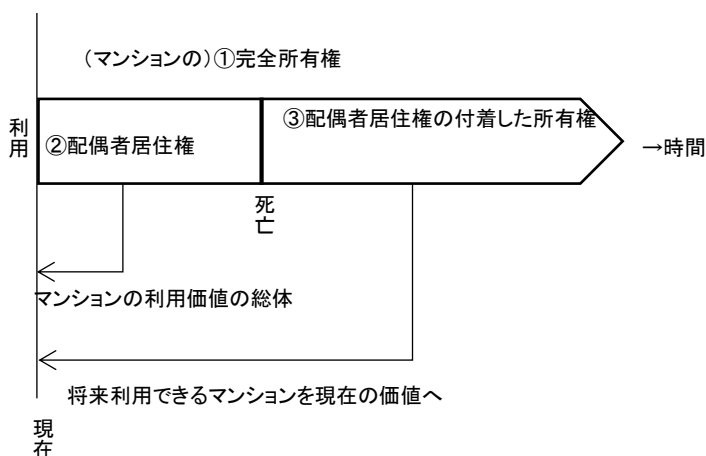 （マンションの）①完全所有権
利用
②配偶者居住権
③配偶者居住権の付着した所有権
→時間
死亡
マンションの利用価値の総体
将来利用できるマンションを現在の価値へ
現在